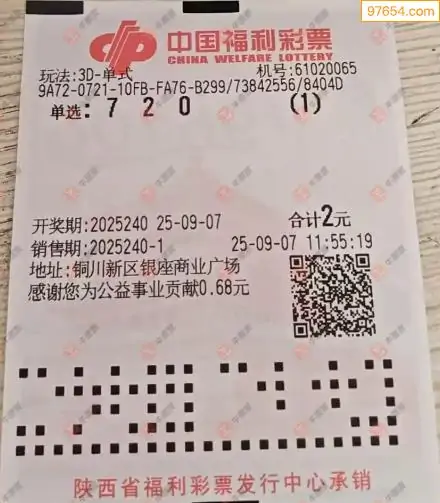 97654.com
中国福利彩票
CHINA WELFARE LOTTERY
玩法:3D-单式 机号:61020065
9A72-0721-10FB-FA76-B299/73842556/8404D
单选: 7 2 0 (1)
开奖期:2025240 25-09-07 合计2元
销售期:2025240-1 25-09-07 11:55:19
地址:铜川新区银座商业广场
感谢您为公益事业贡献0.68元
陕西省福利彩票发行中心承销